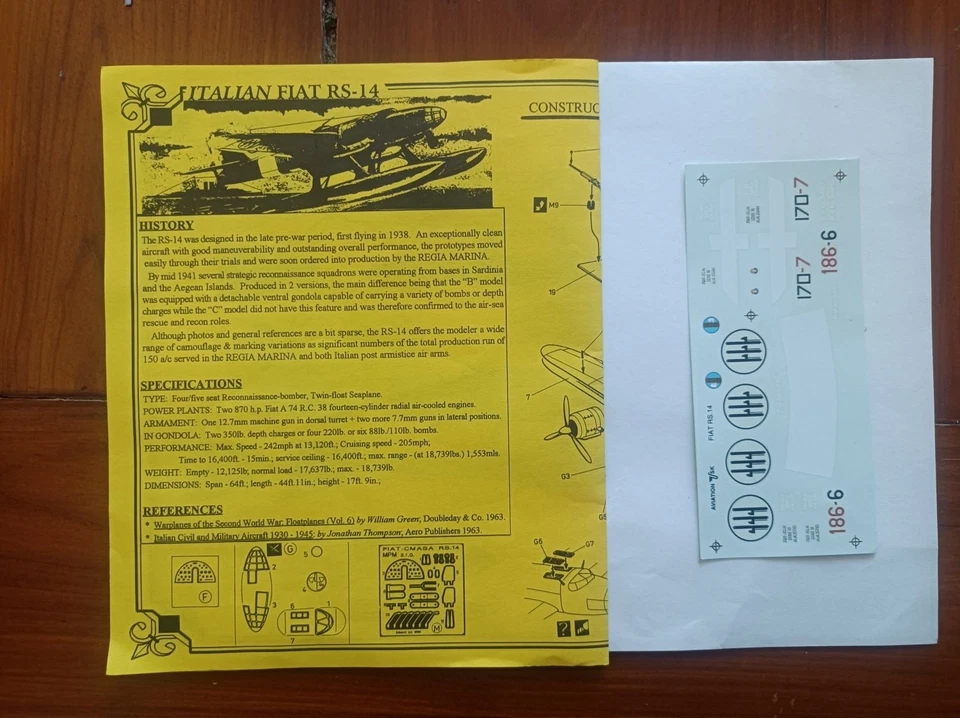 ITALIAN FIAT RS-14
HISTORY
The RS-14 was designed in the late pre-war period, first flying in 1938. An exceptionally clean
aircraft with good maneuverability and outstanding overall performance, the prototypes moved
easily through their trials and were soon ordered into production by the REGIA MARINA.
By mid 1941 several strategic reconnaissance squadrons were operating from bases in Sardinia
and the Aegean Islands. Produced in 2 versions, the main difference being that the "B" model
was equipped with a detachable ventral gondola capable of carrying a variety of bombs or depth
charges while the "C" model did not have this feature and was therefore confirmed to the air-sea
rescue and recon roles.
Although photos and general references are a bit sparse, the RS-14 offers the modeler a wide
range of camouflage & marking variations as significant numbers of the total production run of
150 a/c served in the REGIA MARINA and both Italian post armistice air arms.
SPECIFICATIONS
TYPE: Four/five seat Reconnaisssance-bomber, Twin-float Seaplane.
POWER PLANTS: Two 870 h.p. Fiat A 74 R.C. 38 fourteen-cylinder radial air-cooled engines.
ARMAMENT: One 12.7mm machine gun in dorsal turret + two more 7.7mm guns in lateral positions.
IN GONDOLA: Two 350lb. depth charges or four 220lb. or six 88lb./110lb. bombs.
PERFORMANCE: Max. Speed - 242mph at 13,120ft.; Cruising speed - 205mph;
Time to 16,400ft. - 15min.; service ceiling - 16,400ft.; max. range - (at 18,739lbs.) 1,553mls.
WEIGHT: Empty - 12,125lb; normal load - 17,637lb.; max. - 18,739lb.
DIMENSIONS: Span - 64ft.; length - 44ft.11in.; height - 17ft. 9in.;
REFERENCES
* Warplanes of the Second World War: Floatplanes (Vol. 6) by William Green; Doubleday & Co. 1963.
* Italian Civil and Military Aircraft 1930 - 1945; by Jonathan Thompson; Aero Publishers 1963.
F
G
2
3
5
4
6
1
7
FIAT-CMASA RS.14
MPM
M
CONSTRUC
M9
19
7
G3
G6
G7
?
170-7
170-7
186-6
186-6
FIAT RS.14
AVIATION